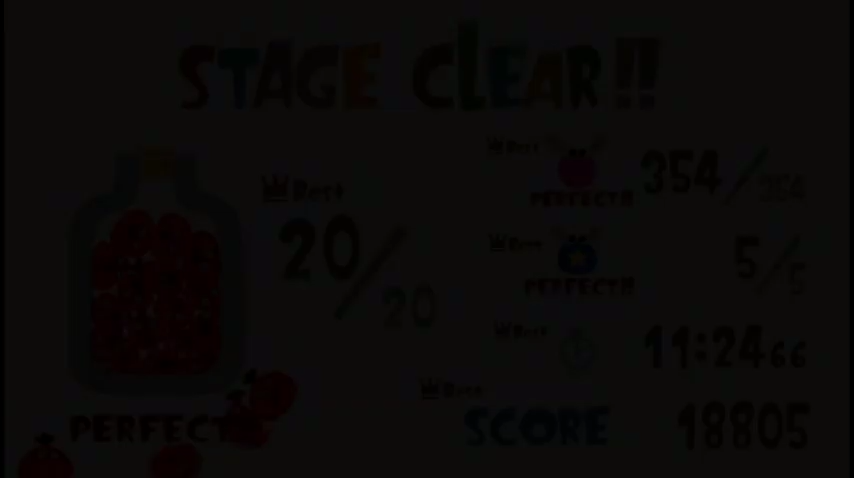 STAGE CLEAR!!
Best
20/20
PERFECT
Best
PERFECT!!
354/354
Best
PERFECT!!
5/5
Best
11:24 66
Best
SCORE 18805